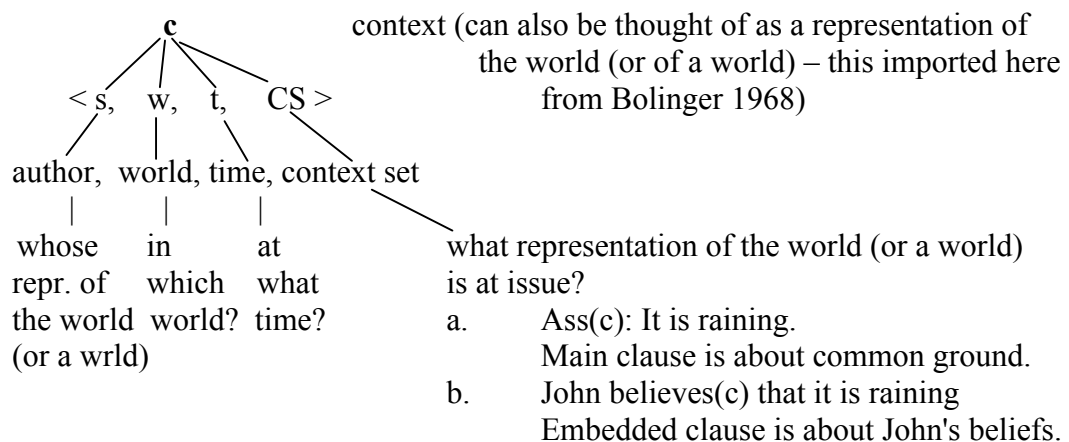 c context (can also be thought of as a representation of
the world (or of a world) – this imported here
< s, w, t, CS > from Bolinger 1968)
author, world, time, context set
whose in at what representation of the world (or a world)
repr. of which what is at issue?
the world world? time? a. Ass(c): It is raining.
(or a wrld) Main clause is about common ground.
b. John believes(c) that it is raining
Embedded clause is about John's beliefs.